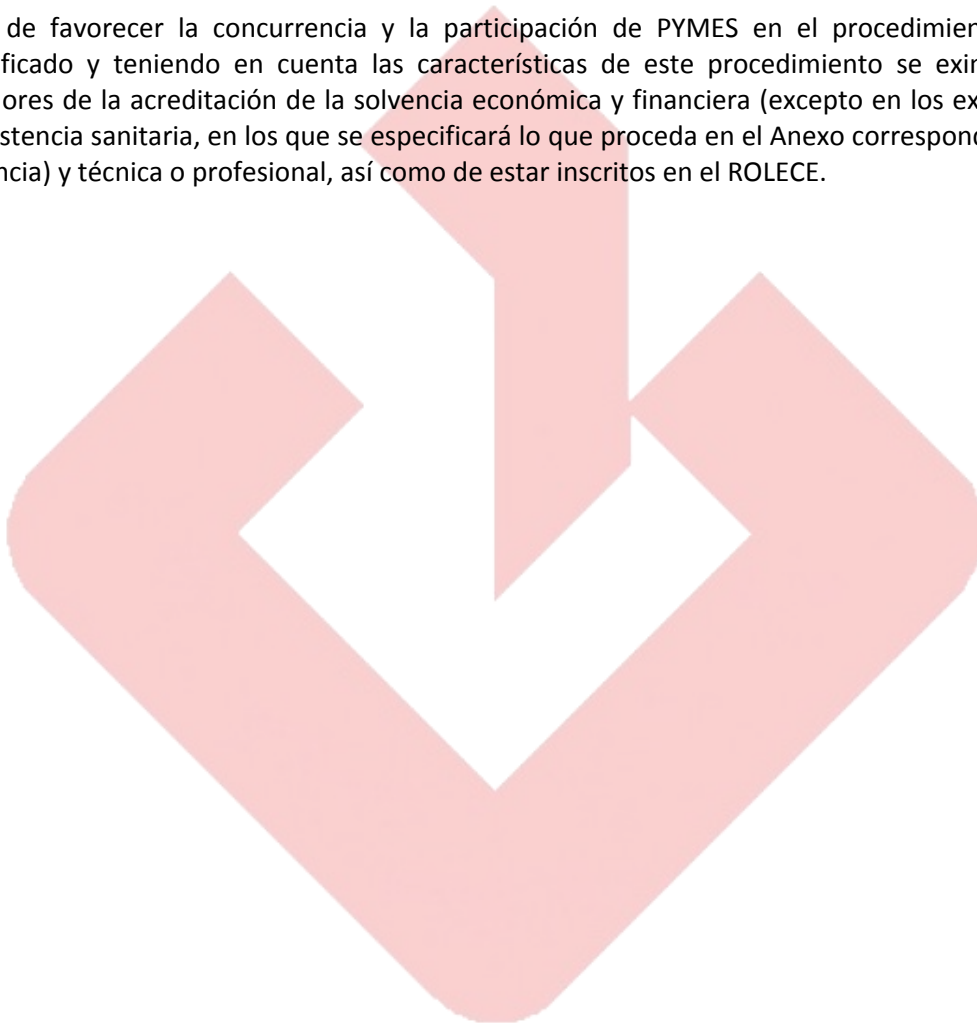 de favorecer la concurrencia y la participación de PYMES en el procedimien
ficado y teniendo en cuenta las características de este procedimiento se exin
ores de la acreditación de la solvencia económica y financiera (excepto en los ex
stencia sanitaria, en los que se especificará lo que proceda en el Anexo correspond
ncia) y técnica o profesional, así como de estar inscritos en el ROLECE.